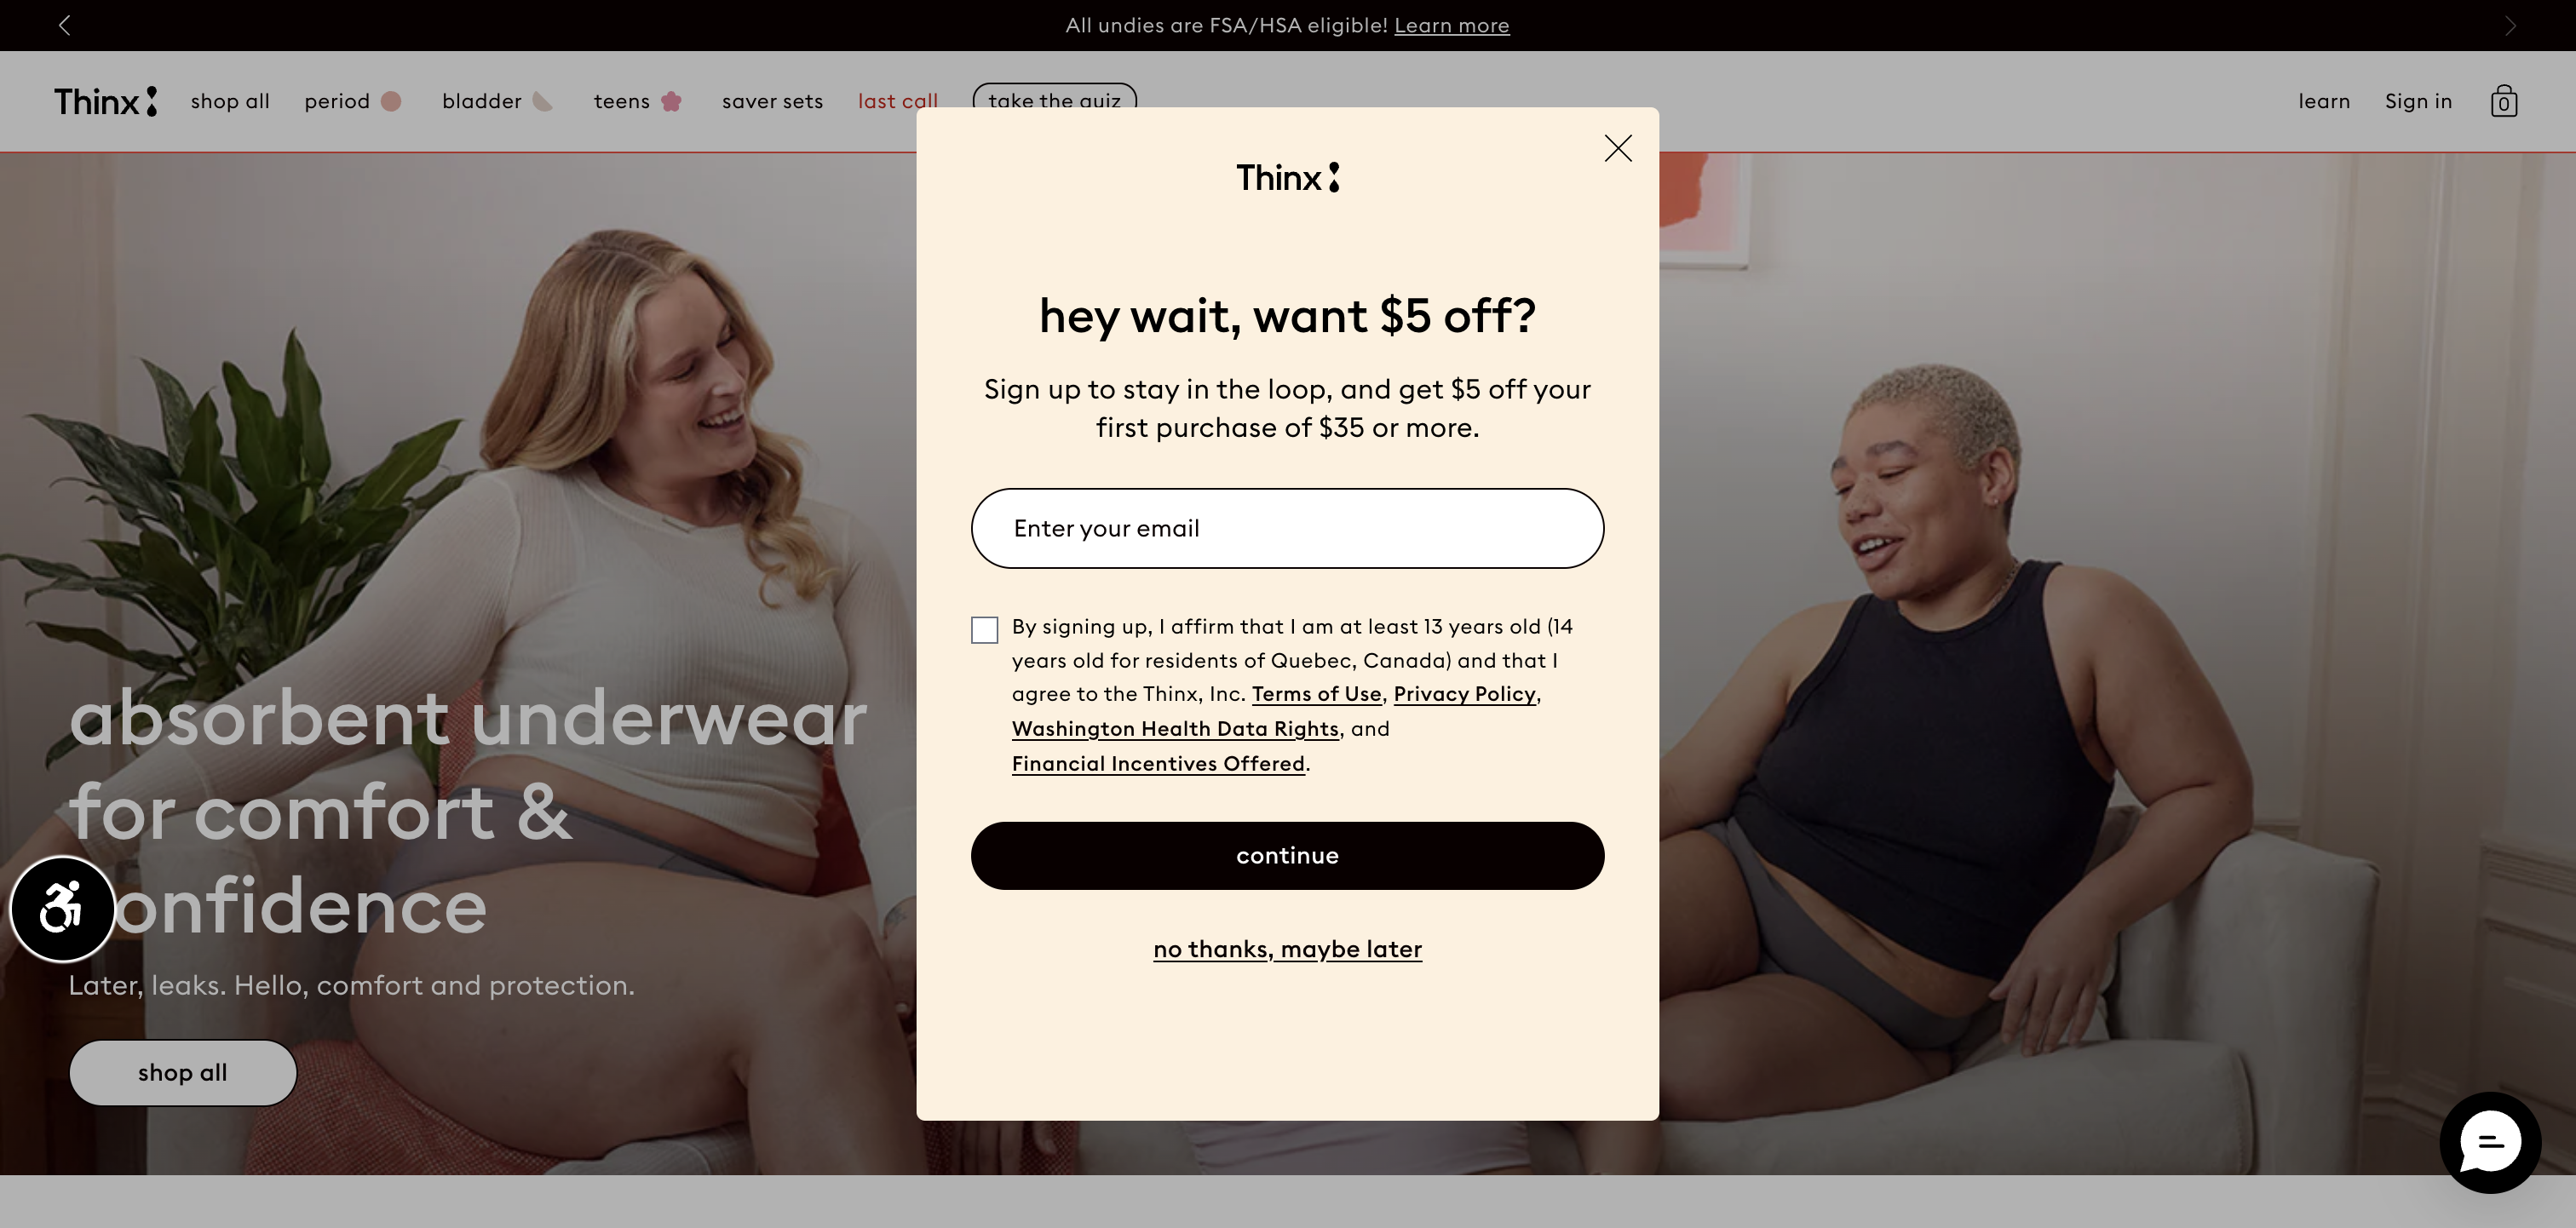 All undies are FSA/HSA eligible! Learn more
Thinx
shop all
period
bladder
teens
saver sets
last call
take the quiz
learn
Sign in
0
Thinx
hey wait, want $5 off?
Sign up to stay in the loop, and get $5 off your
first purchase of $35 or more.
Enter your email
By signing up, I affirm that I am at least 13 years old (14
years old for residents of Quebec, Canada) and that I
agree to the Thinx, Inc. Terms of Use, Privacy Policy,
Washington Health Data Rights, and
Financial Incentives Offered.
continue
no thanks, maybe later
absorbent underwear
for comfort &
onfidence
Later, leaks. Hello, comfort and protection.
shop all